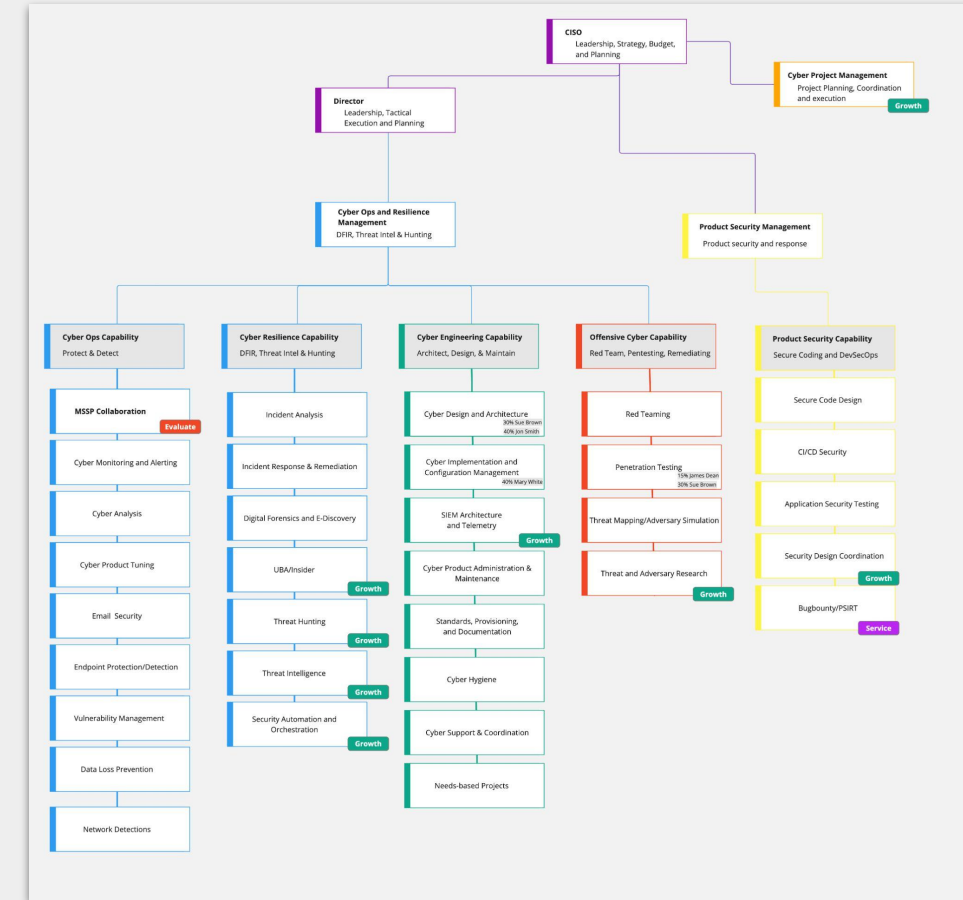 CISO
Leadership, Strategy, Budget,
and Planning
Cyber Project Management
Project Planning, Coordination
and execution
Growth
Director
Leadership, Tactical
Execution and Planning
Cyber Ops and Resilience
Management
DFIR, Threat Intel & Hunting
Product Security Management
Product security and response
Cyber Ops Capability
Protect & Detect
MSSP Collaboration
Evaluate
Cyber Monitoring and Alerting
Cyber Analysis
Cyber Product Tuning
Email Security
Endpoint Protection/Detection
Vulnerability Management
Data Loss Prevention
Network Detections
Cyber Resilience Capability
DFIR, Threat Intel & Hunting
Incident Analysis
Incident Response & Remediation
Digital Forensics and E-Discovery
UBA/Insider
Growth
Threat Hunting
Growth
Threat Intelligence
Growth
Security Automation and
Orchestration
Growth
Cyber Engineering Capability
Architect, Design, & Maintain
Cyber Design and Architecture
30% Sue Brown
40% Jon Smith
Cyber Implementation and
Configuration Management
40% Mary White
SIEM Architecture
and Telemetry
Growth
Cyber Product Administration &
Maintenance
Standards, Provisioning,
and Documentation
Cyber Hygiene
Cyber Support & Coordination
Needs-based Projects
Offensive Cyber Capability
Red Team, Pentesting, Remediating
Red Teaming
Penetration Testing
15% James Dean
30% Sue Brown
Threat Mapping/Adversary Simulation
Threat and Adversary Research
Growth
Product Security Capability
Secure Coding and DevSecOps
Secure Code Design
CI/CD Security
Application Security Testing
Security Design Coordination
Growth
Bugbounty/PSIRT
Service